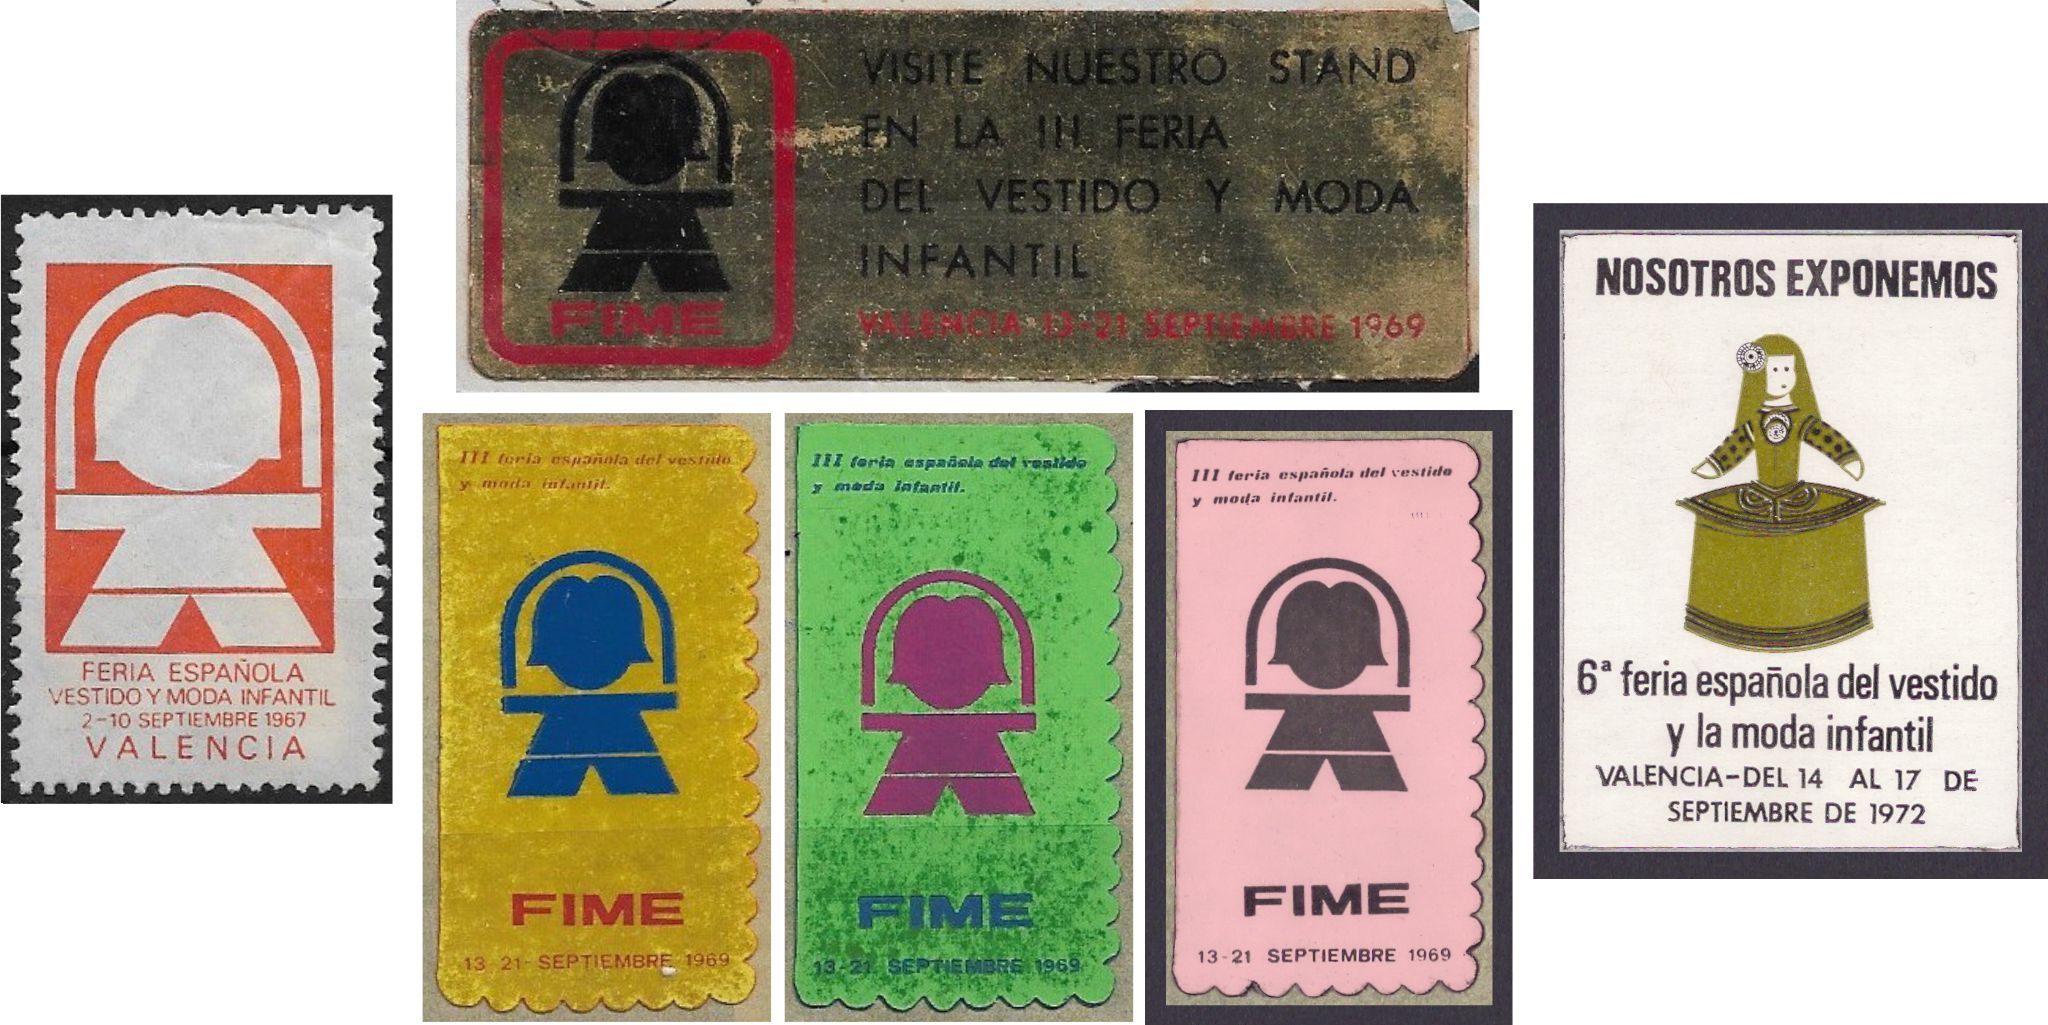 FERIA ESPAÑOLA
VESTIDO Y MODA INFANTIL
2-10 SEPTIEMBRE 1967
VALENCIA
VISITE NUESTRO STAND
EN LA III FERIA
DEL VESTIDO Y MODA
INFANTIL
FIME
VALENCIA 13-21 SEPTIEMBRE 1969
III feria española del vestido
y moda infantil.
FIME
13 21 SEPTIEMBRE 1969
III feria española del vestido
y moda infantil.
FIME
13-21 SEPTIEMBRE 1969
III feria española del vestido
y moda infantil.
FIME
13-21 SEPTIEMBRE 1969
NOSOTROS EXPONEMOS
6ª feria española del vestido
y la moda infantil
VALENCIA-DEL 14 AL 17 DE
SEPTIEMBRE DE 1972